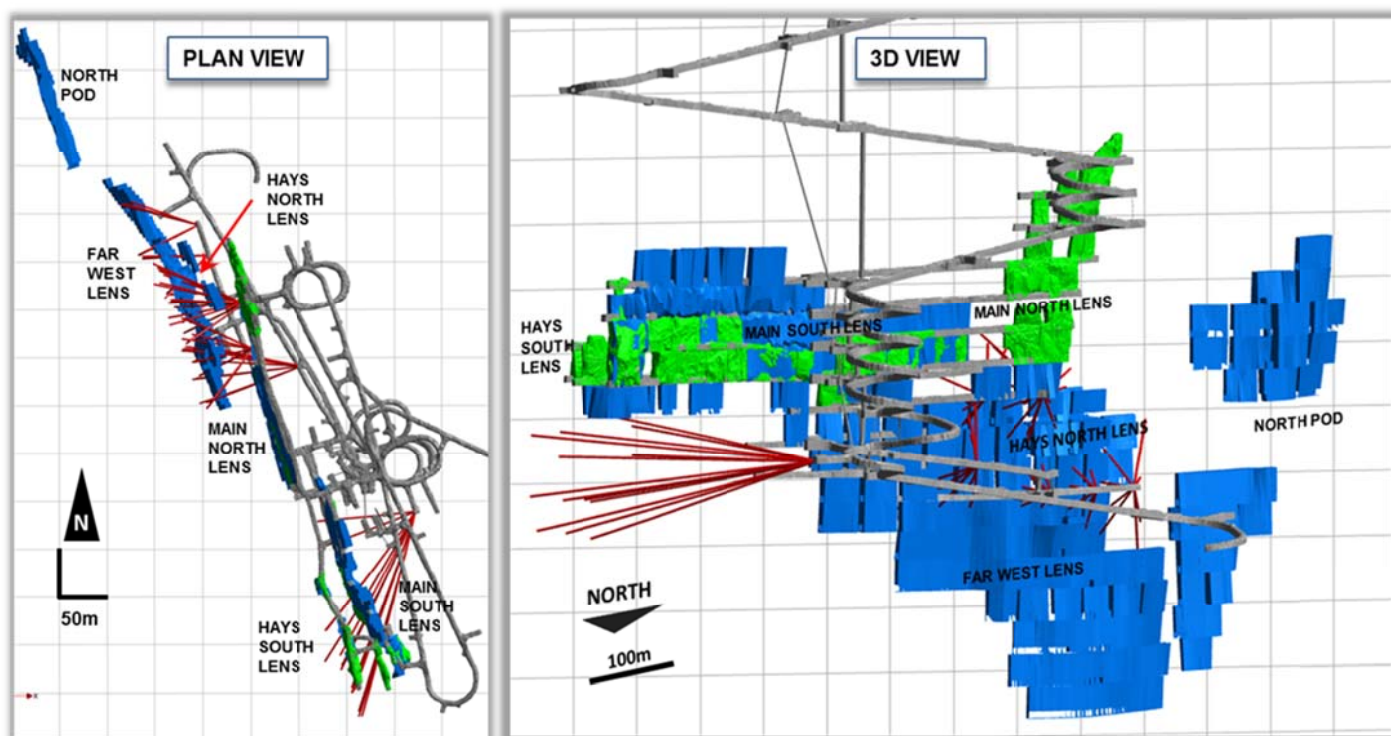 PLAN VIEW
NORTH
POD
HAYS
NORTH
LENS
FAR
WEST
LENS
MAIN
NORTH
LENS
N
50m
MAIN
SOUTH
LENS
HAYS
SOUTH
LENS
3D VIEW
MAIN NORTH LENS
HAYS
SOUTH
LENS
MAIN SOUTH LENS
HAYS NORTH LENS
NORTH POD
FAR WEST LENS
NORTH
100m